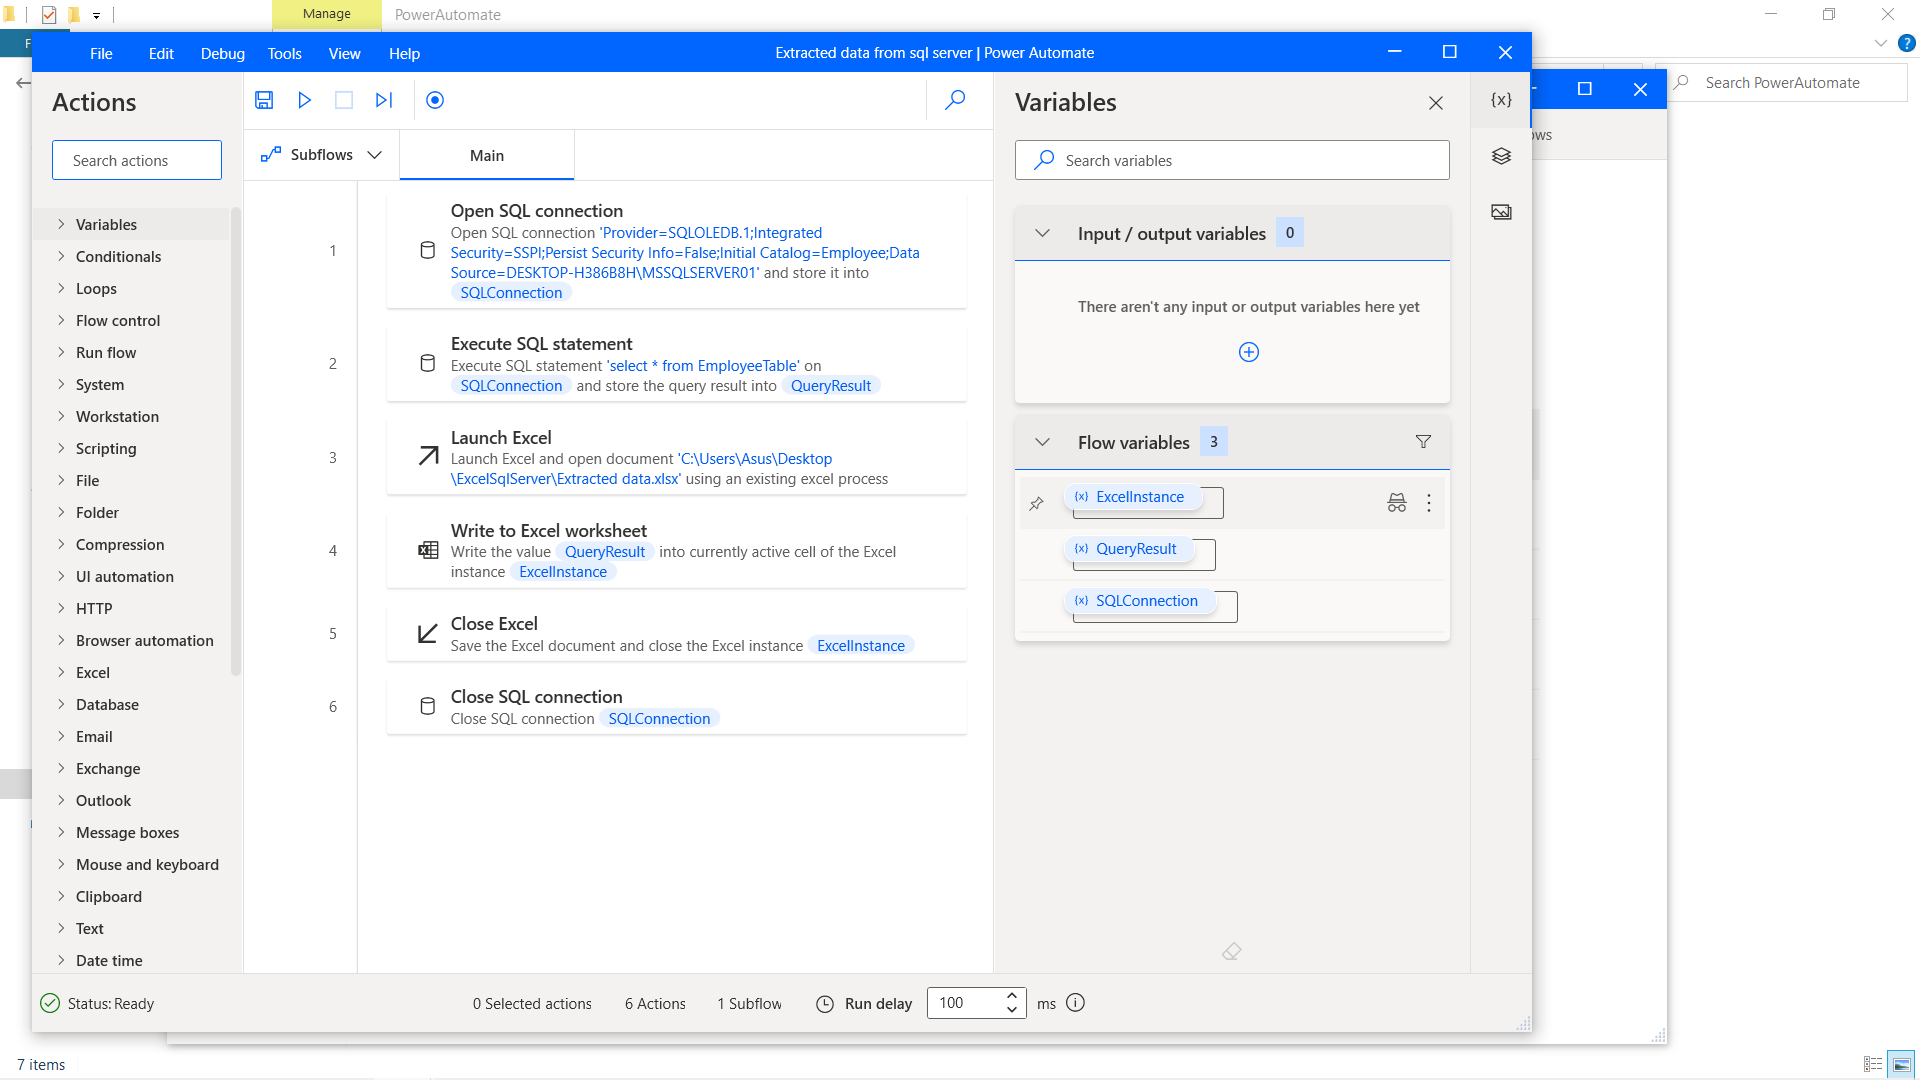 Manage
PowerAutomate
F
File
Edit
Debug
Tools
View
Help
Extracted data from sql server | Power Automate
?
Search PowerAutomate
ows
Actions
Search actions
Variables
Conditionals
Loops
Flow control
Run flow
System
Workstation
Scripting
File
Folder
Compression
UI automation
HTTP
Browser automation
Excel
Database
Email
Exchange
Outlook
Message boxes
Mouse and keyboard
Clipboard
Text
Date time
Subflows
Main
1
Open SQL connection
Open SQL connection 'Provider=SQLOLEDB.1;Integrated
Security=SSPI;Persist Security Info=False;Initial Catalog=Employee;Data
Source=DESKTOP-H386B8H\MSSQLSERVER01' and store it into
SQLConnection
2
Execute SQL statement
Execute SQL statement 'select * from EmployeeTable' on
SQLConnection and store the query result into QueryResult
3
Launch Excel
Launch Excel and open document 'C:\Users\Asus\Desktop
\ExcelSqlServer\Extracted data.xlsx' using an existing excel process
4
Write to Excel worksheet
Write the value QueryResult into currently active cell of the Excel
instance ExcelInstance
5
Close Excel
Save the Excel document and close the Excel instance ExcelInstance
6
Close SQL connection
Close SQL connection SQLConnection
Variables
{x}
Search variables
Input / output variables 0
There aren't any input or output variables here yet
Flow variables 3
{x} ExcelInstance
{x} QueryResult
{x} SQLConnection
Status: Ready
0 Selected actions
6 Actions
1 Subflow
Run delay
100
ms
7 items